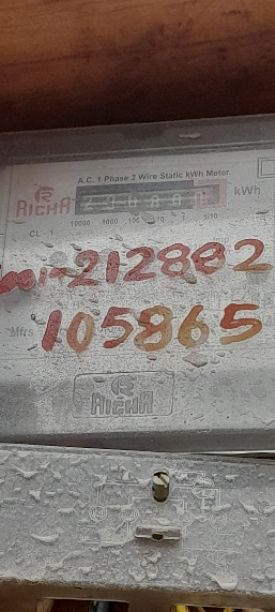 A.C. 1 Phase 2 Wire Static kWh Meter
RICHA
kWh
10000 1000 100 10 1 1/10
CL. 1
212882
Mfrs
105865
RICHA